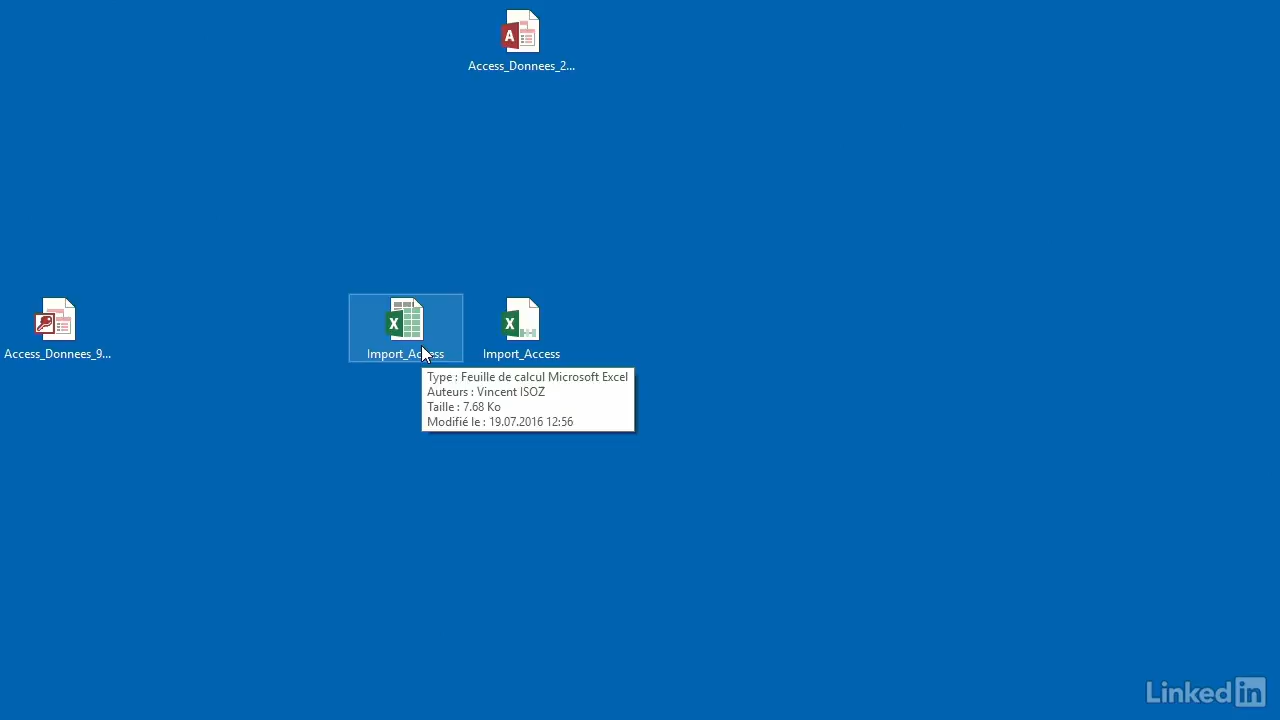 Access_Donnees_2...
Access_Donnees_9...
Import_Access
Import_Access
Type : Feuille de calcul Microsoft Excel
Auteurs : Vincent ISOZ
Taille : 7.68 Ko
Modifié le : 19.07.2016 12:56
Linked in